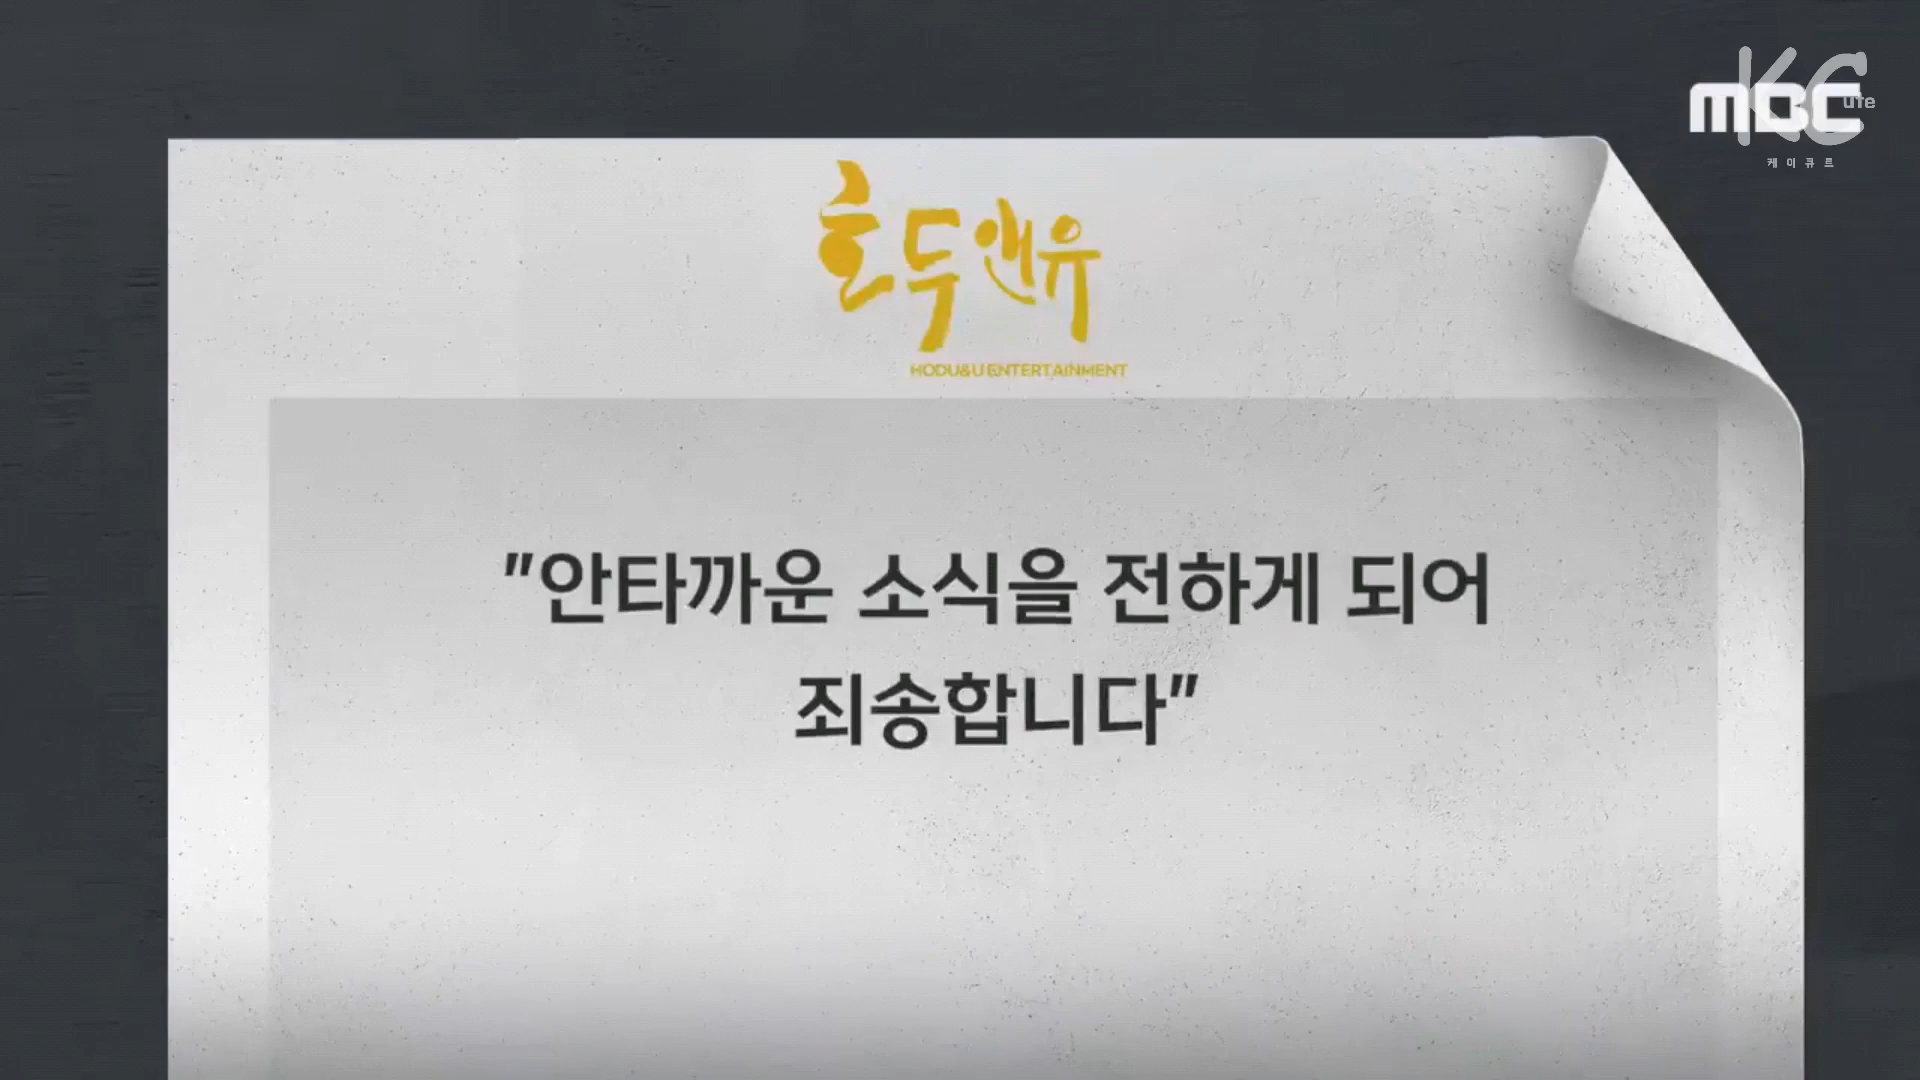 MBC
KCute
케이큐트
호두앤유
HODU&U ENTERTAINMENT
"안타까운 소식을 전하게 되어
죄송합니다"